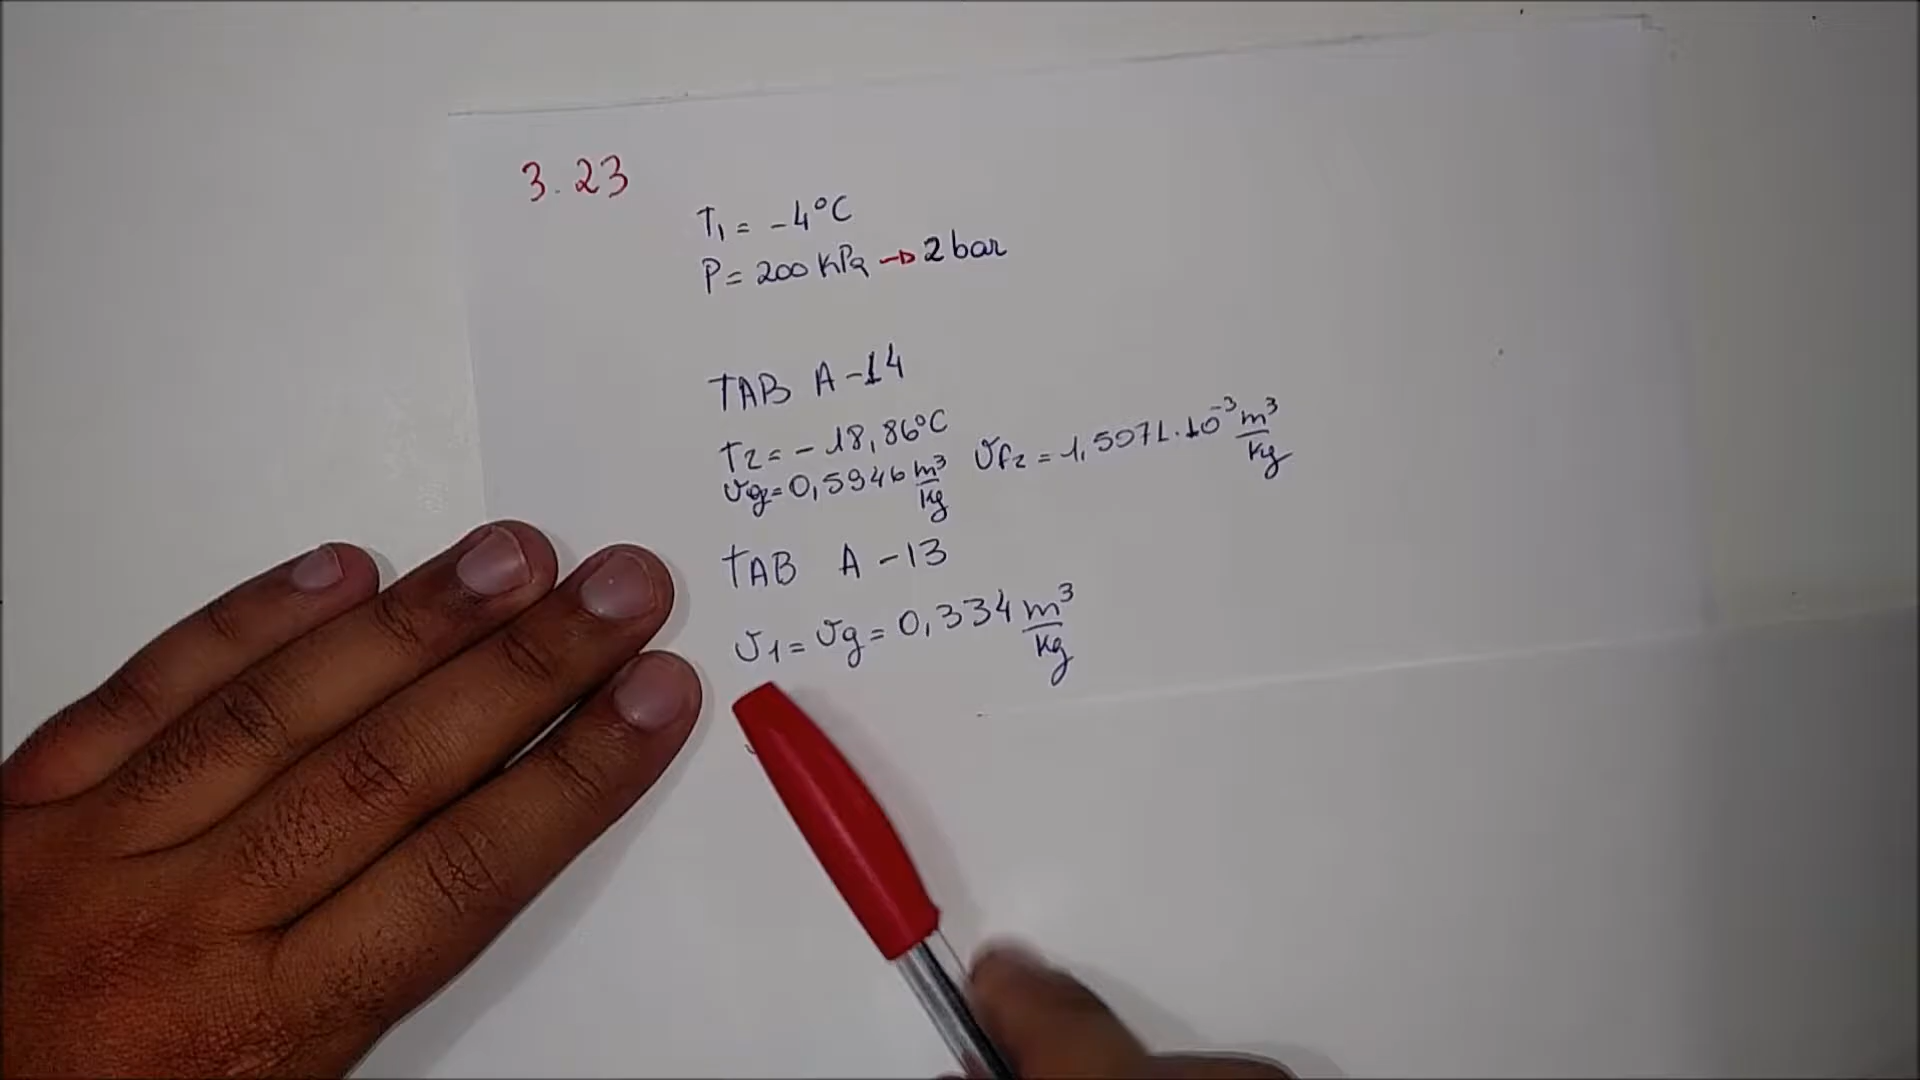 3.23
T₁ = -4°C
P = 200 KPa → 2 bar
TAB A-14
T₂ = -18,86°C
vg = 0,5946 m³/kg vf₂ = 1,5071.10⁻³ m³/kg
TAB A-13
v₁ = vg = 0,334 m³/kg